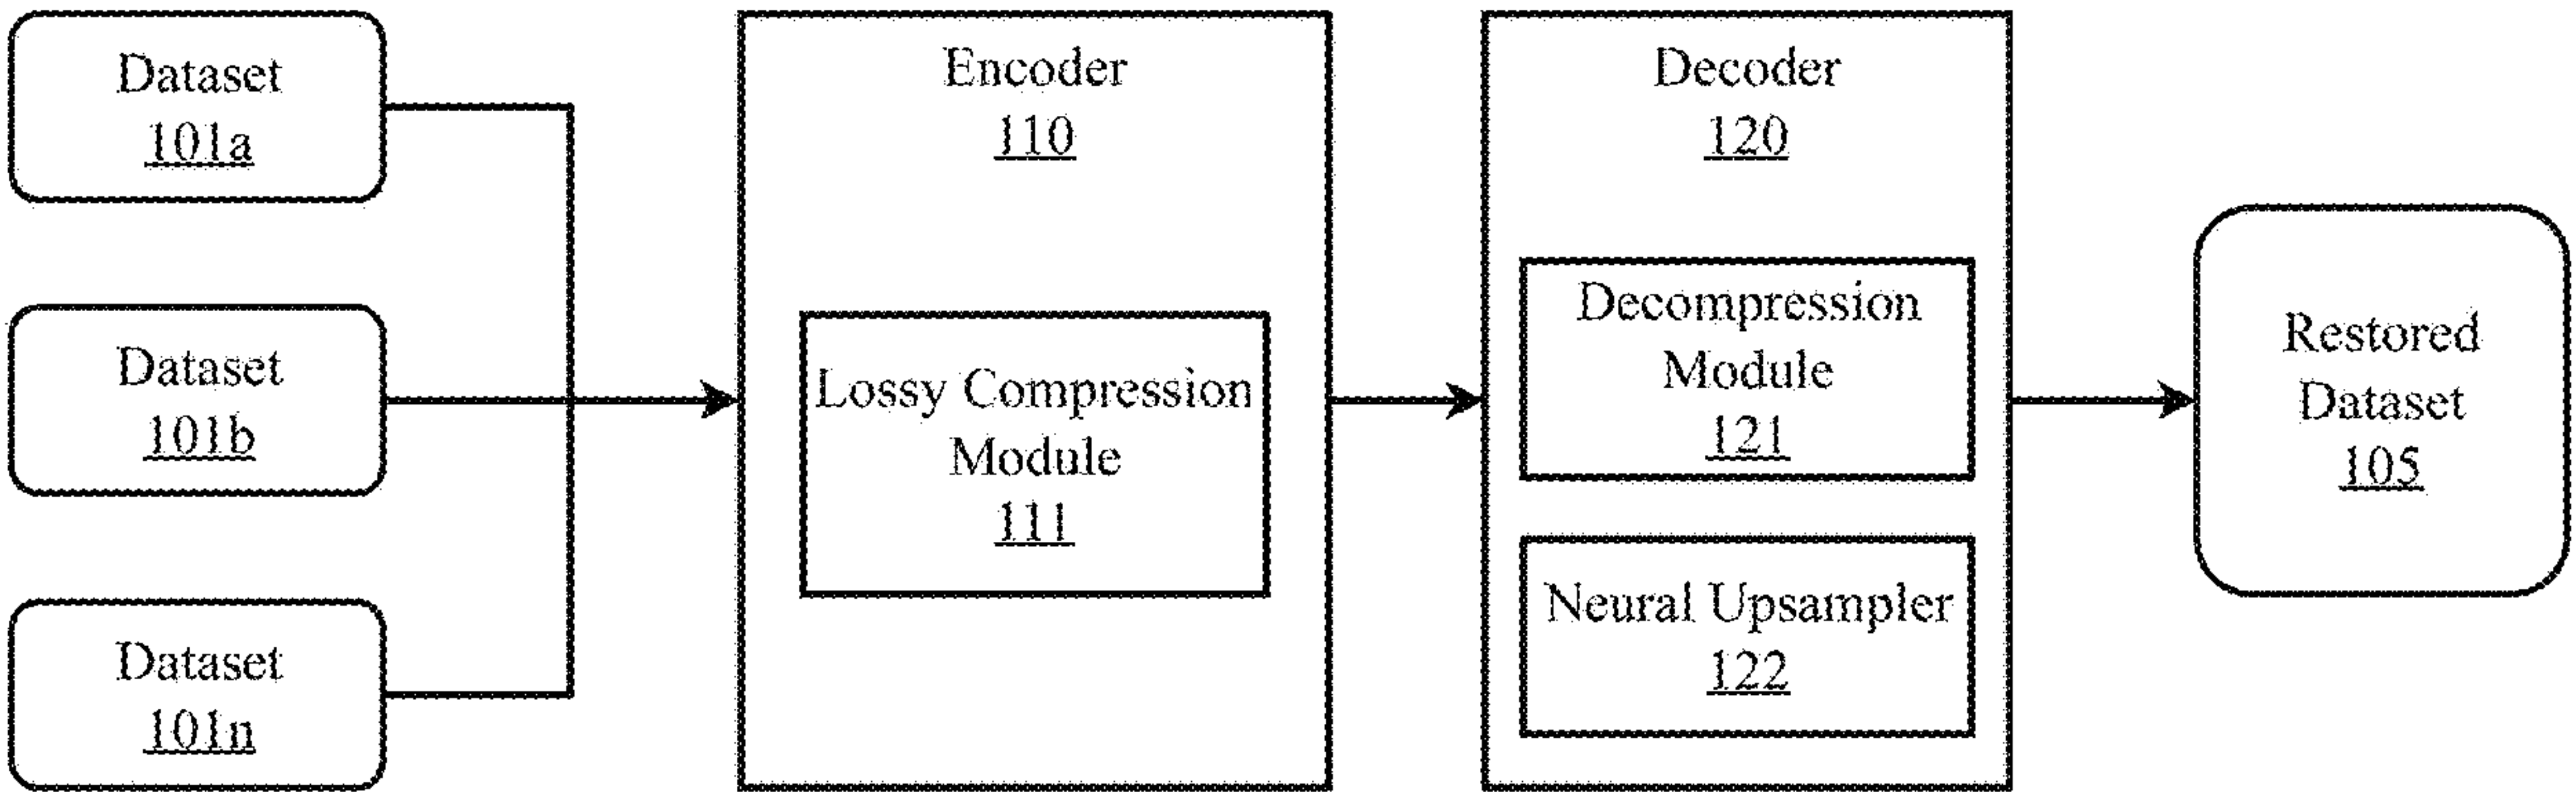 Dataset
101a
Dataset
101b
Dataset
101n
Encoder
110
Lossy Compression
Module
111
Decoder
120
Decompression
Module
121
Neural Upsampler
122
Restored
Dataset
105